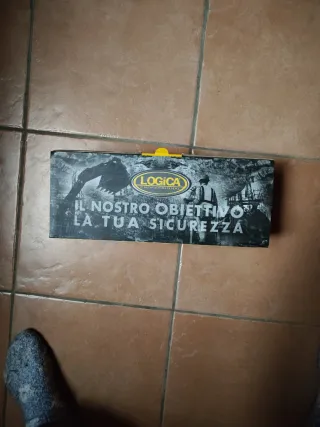 LOGICA
IL NOSTRO OBIETTIVO
LA TUA SICUREZZA